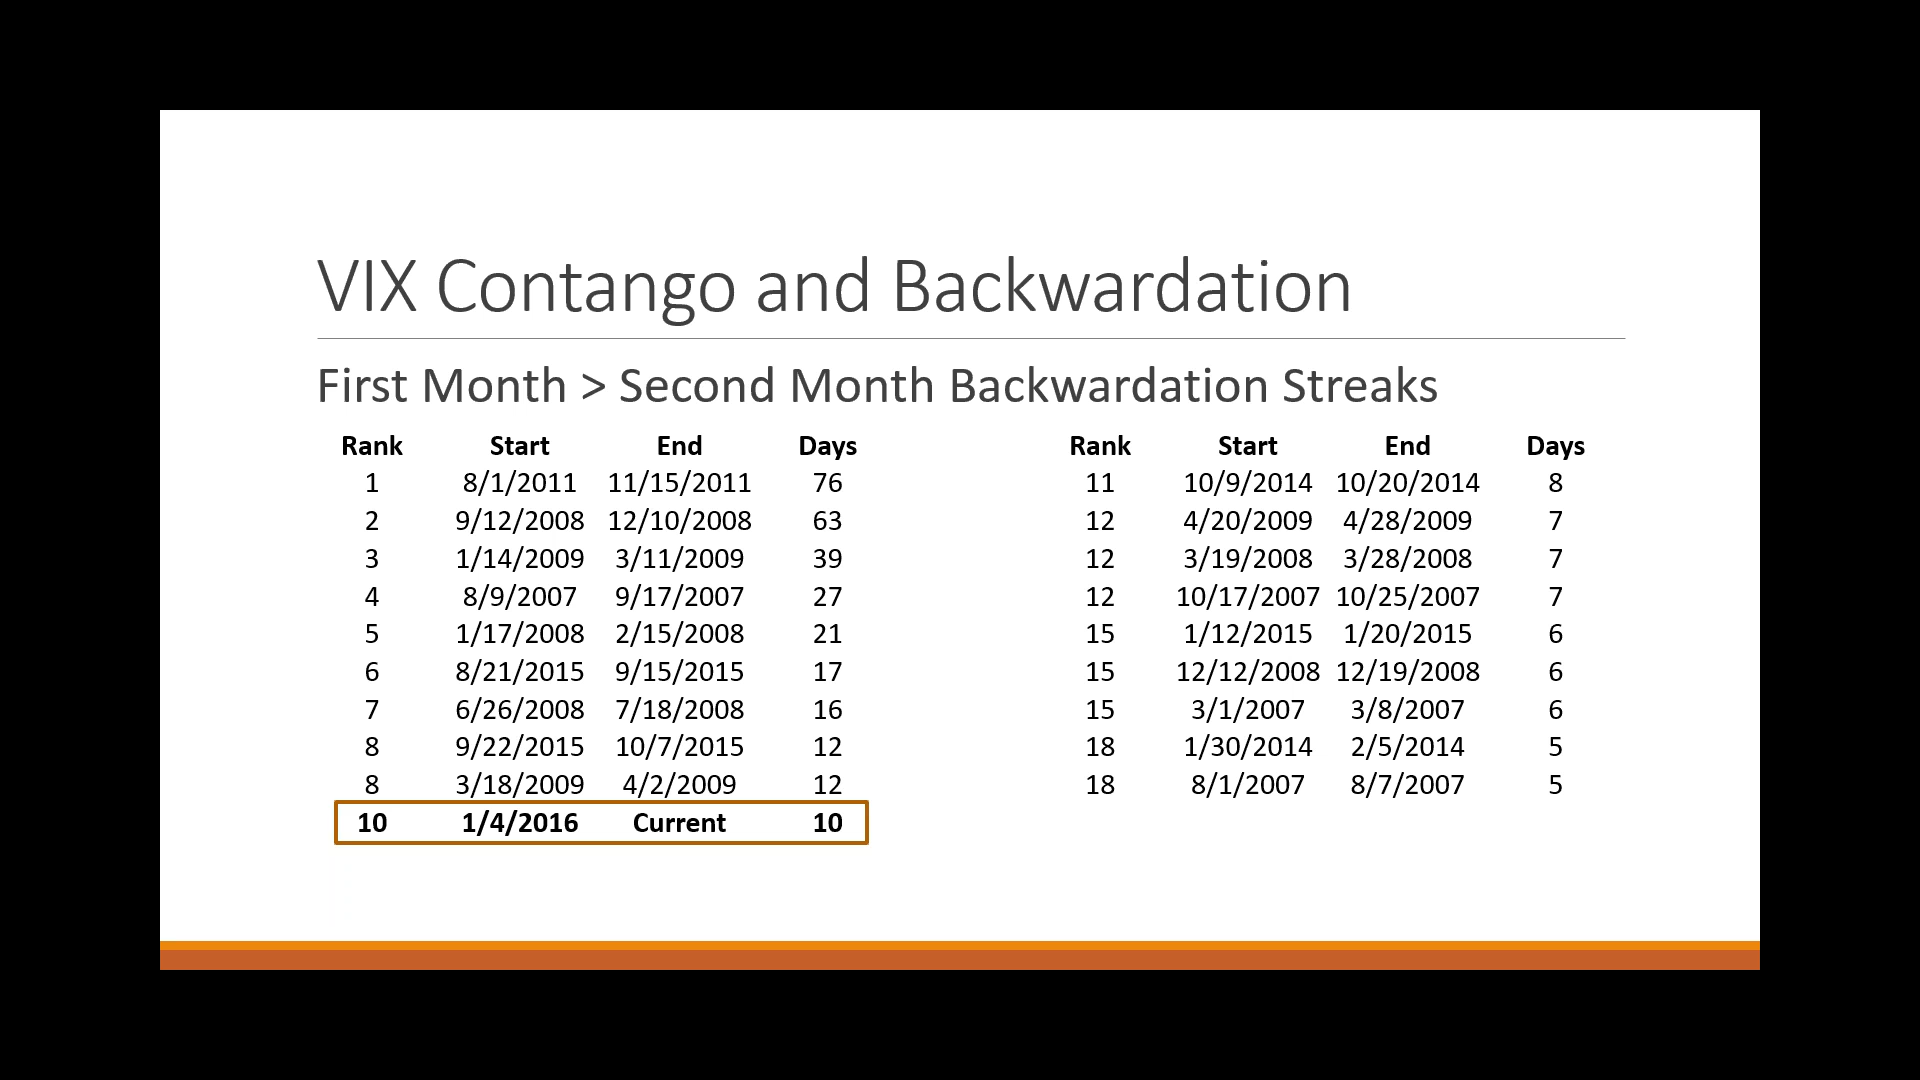 VIX Contango and Backwardation
First Month > Second Month Backwardation Streaks
Rank Start End Days
1 8/1/2011 11/15/2011 76
2 9/12/2008 12/10/2008 63
3 1/14/2009 3/11/2009 39
4 8/9/2007 9/17/2007 27
5 1/17/2008 2/15/2008 21
6 8/21/2015 9/15/2015 17
7 6/26/2008 7/18/2008 16
8 9/22/2015 10/7/2015 12
8 3/18/2009 4/2/2009 12
10 1/4/2016 Current 10
Rank Start End Days
11 10/9/2014 10/20/2014 8
12 4/20/2009 4/28/2009 7
12 3/19/2008 3/28/2008 7
12 10/17/2007 10/25/2007 7
15 1/12/2015 1/20/2015 6
15 12/12/2008 12/19/2008 6
15 3/1/2007 3/8/2007 6
18 1/30/2014 2/5/2014 5
18 8/1/2007 8/7/2007 5